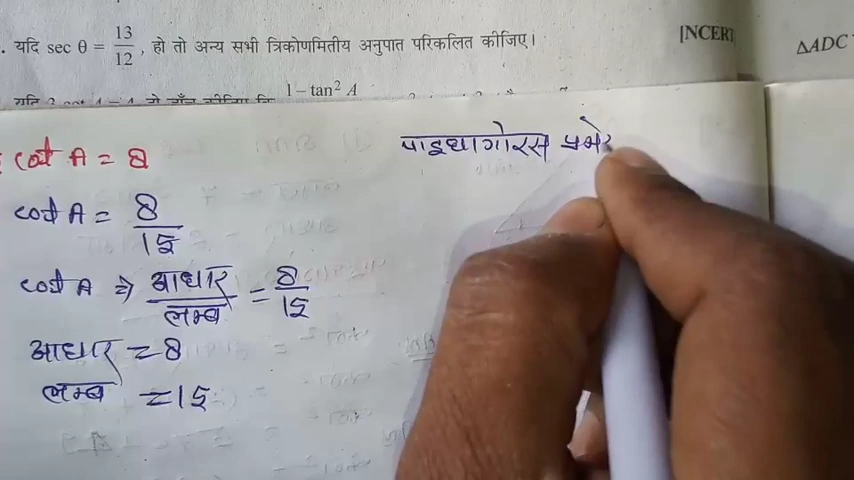 . यदि sec θ = 13/12, हो तो अन्य सभी त्रिकोणमितीय अनुपात परिकलित कीजिए।
[NCERT
ΔADC
1 – tan² A
cot A = 8
cot A = 8/15
cot A ⇒ आधार/लम्ब = 8/15
आधार = 8
लम्ब = 15
पाइथागोरस प्रमे